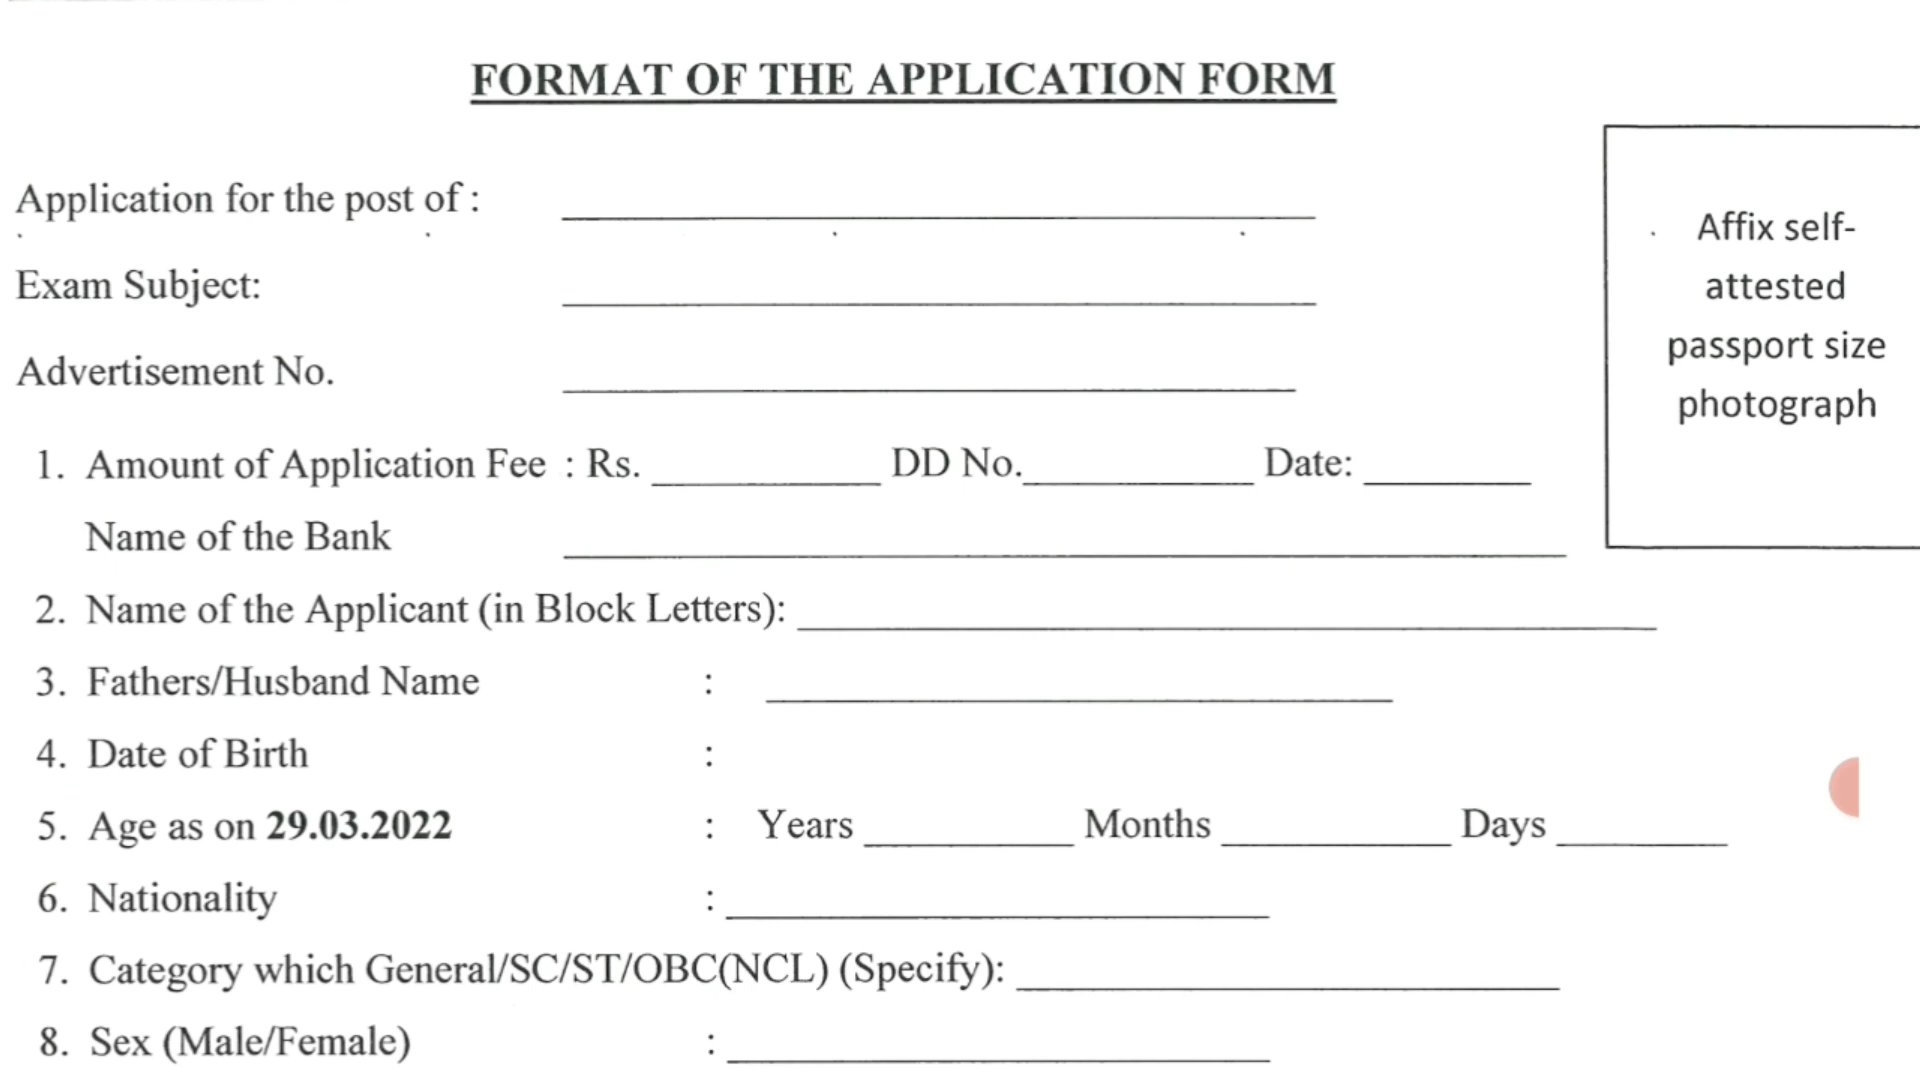 FORMAT OF THE APPLICATION FORM
Application for the post of :
Exam Subject:
Advertisement No.
Affix self-
attested
passport size
photograph
1. Amount of Application Fee : Rs. ___________ DD No.___________ Date: ________
Name of the Bank
2. Name of the Applicant (in Block Letters):
3. Fathers/Husband Name :
4. Date of Birth :
5. Age as on 29.03.2022 : Years __________ Months ___________ Days ________
6. Nationality :
7. Category which General/SC/ST/OBC(NCL) (Specify):
8. Sex (Male/Female) :